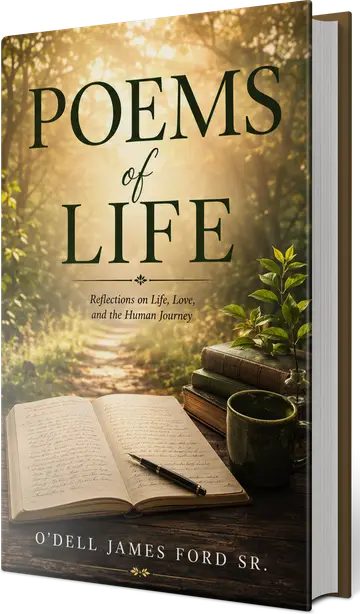 POEMS
of
LIFE
Reflections on Life, Love,
and the Human Journey
O'DELL JAMES FORD SR.